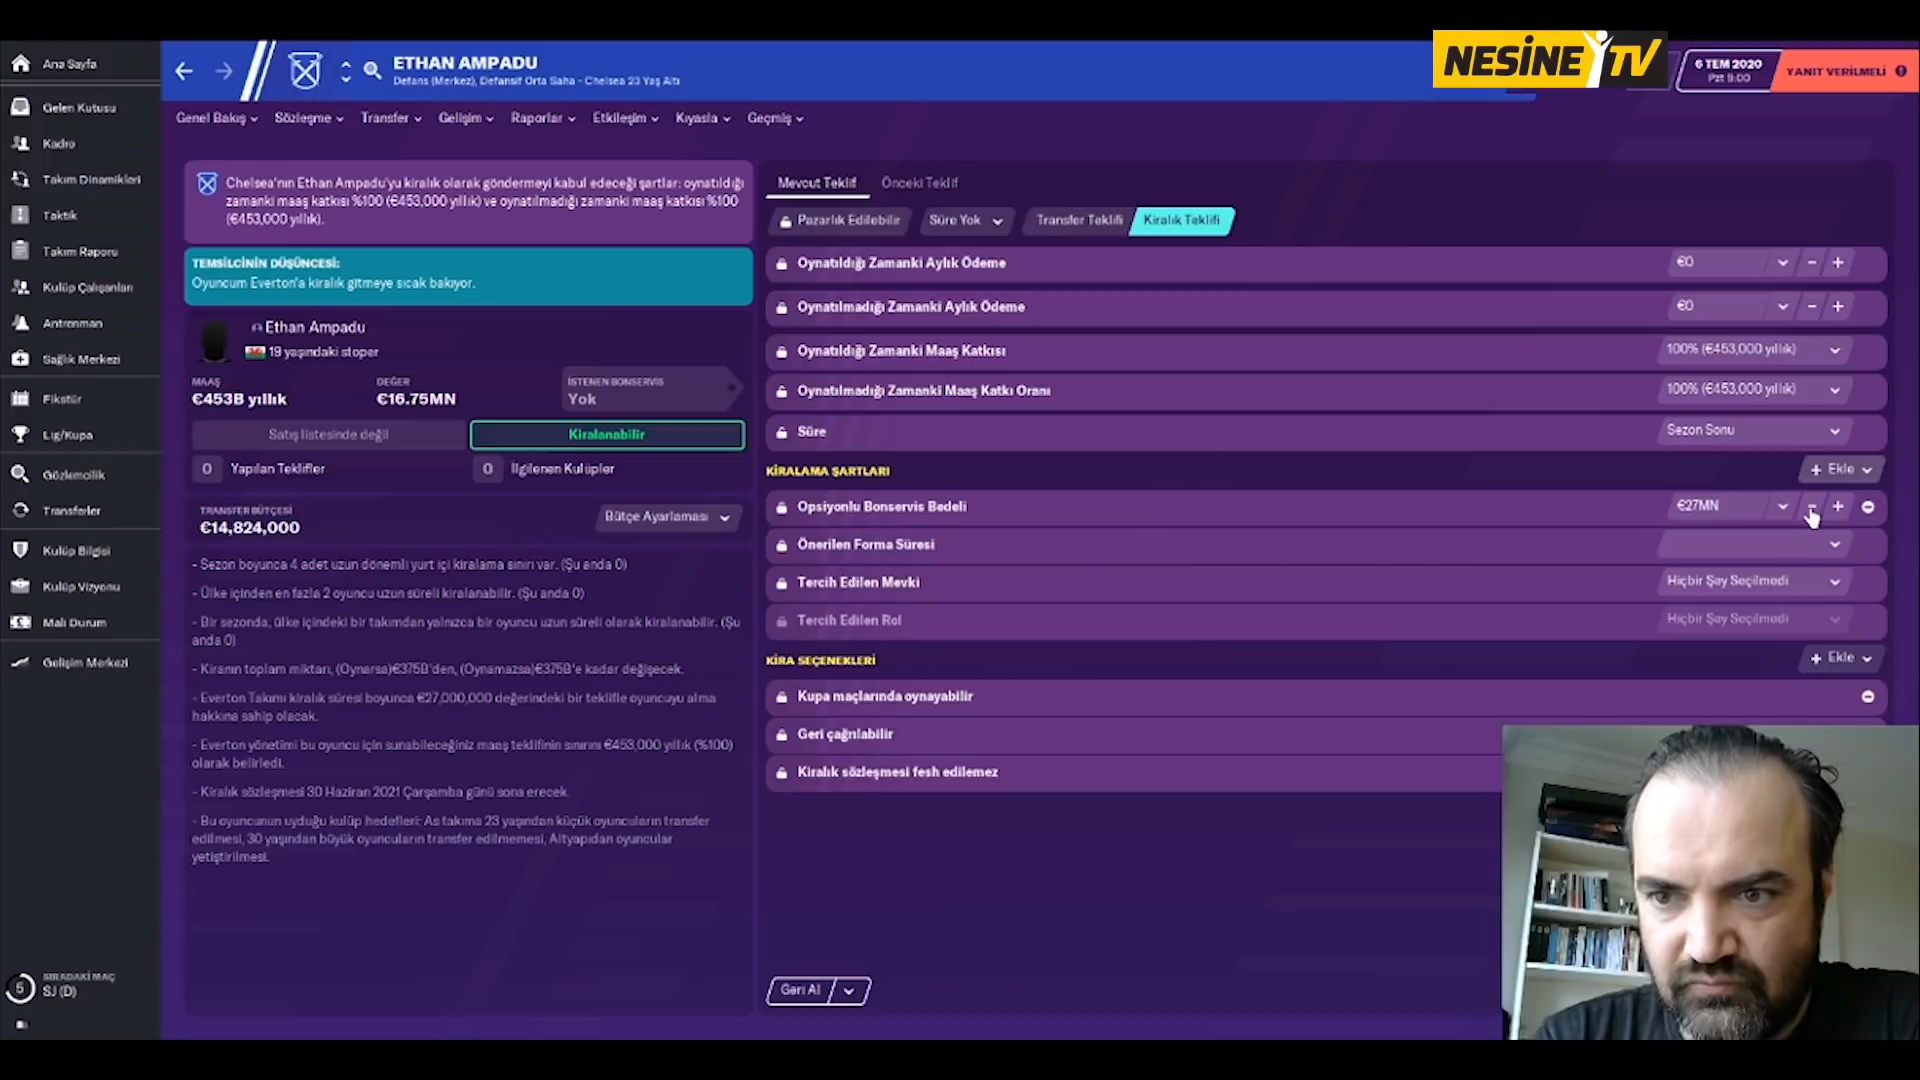 NESİNE TV
Ana Sayfa
ETHAN AMPADU
Defans (Merkez), Defansif Orta Saha - Chelsea 23 Yaş Altı
6 TEM 2020
Pzt 9:00
YANIT VERİLMELİ
Gelen Kutusu
Kadro
Takım Dinamikleri
Taktik
Takım Raporu
Kulüp Çalışanları
Antrenman
Sağlık Merkezi
Fikstür
Lig/Kupa
Gözlemcilik
Transferler
Kulüp Bilgisi
Kulüp Vizyonu
Mali Durum
Gelişim Merkezi
5
SIRADAKİ MAÇ
SJ (D)
Genel Bakış Sözleşme Transfer Gelişim Raporlar Etkileşim Kıyasla Geçmiş
Chelsea'nin Ethan Ampadu'yu kiralık olarak göndermeyi kabul edeceği şartlar: oynatıldığı
zamanki maaş katkısı %100 (€453,000 yıllık) ve oynatılmadığı zamanki maaş katkısı %100
(€453,000 yıllık).
TEMSİLCİNİN DÜŞÜNCESİ:
Oyuncum Everton'a kiralık gitmeye sıcak bakıyor.
Ethan Ampadu
19 yaşındaki stoper
MAAŞ
€453B yıllık
DEĞER
€16.75MN
İSTENEN BONSERVİS
Yok
Satış listesinde değil
Kiralanabilir
0 Yapılan Teklifler
0 İlgilenen Kulüpler
TRANSFER BÜTÇESİ
€14,824,000
Bütçe Ayarlaması
- Sezon boyunca 4 adet uzun dönemli yurt içi kiralama sınırı var. (Şu anda 0)
- Ülke içinden en fazla 2 oyuncu uzun süreli kiralanabilir. (Şu anda 0)
- Bir sezonda, ülke içindeki bir takımdan yalnızca bir oyuncu uzun süreli olarak kiralanabilir. (Şu
anda 0)
- Kiranın toplam miktarı, (Oynarsa)€375B'den, (Oynamazsa)€375B'e kadar değişecek.
- Everton Takımı kiralık süresi boyunca €27,000,000 değerindeki bir teklifle oyuncuyu alma
hakkına sahip olacak.
- Everton yönetimi bu oyuncu için sunabileceğiniz maaş teklifinin sınırını €453,000 yıllık (%100)
olarak belirledi.
- Kiralık sözleşmesi 30 Haziran 2021 Çarşamba günü sona erecek.
- Bu oyuncunun uyduğu kulüp hedefleri: As takıma 23 yaşından küçük oyuncuların transfer
edilmesi, 30 yaşından büyük oyuncuların transfer edilmemesi, Altyapıdan oyuncular
yetiştirilmesi.
Mevcut Teklif Önceki Teklif
Pazarlık Edilebilir Süre Yok Transfer Teklifi Kiralık Teklifi
Oynatıldığı Zamanki Aylık Ödeme €0
Oynatılmadığı Zamanki Aylık Ödeme €0
Oynatıldığı Zamanki Maaş Katkısı 100% (€453,000 yıllık)
Oynatılmadığı Zamanki Maaş Katkı Oranı 100% (€453,000 yıllık)
Süre Sezon Sonu
KİRALAMA ŞARTLARI + Ekle
Opsiyonlu Bonservis Bedeli €27MN
Önerilen Forma Süresi
Tercih Edilen Mevki Hiçbir Şey Seçilmedi
Tercih Edilen Rol Hiçbir Şey Seçilmedi
KİRA SEÇENEKLERİ + Ekle
Kupa maçlarında oynayabilir
Geri çağrılabilir
Kiralık sözleşmesi fesh edilemez
Geri Al